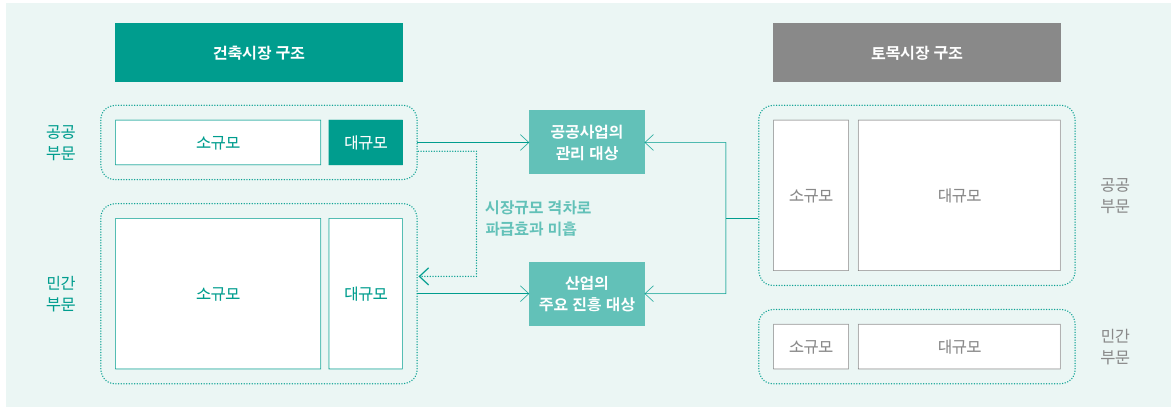 건축시장 구조
토목시장 구조
공공
부문
소규모
대규모
공공사업의
관리 대상
시장규모 격차로
파급효과 미흡
민간
부문
소규모
대규모
산업의
주요 진흥 대상
소규모
대규모
공공
부문
소규모
대규모
민간
부문